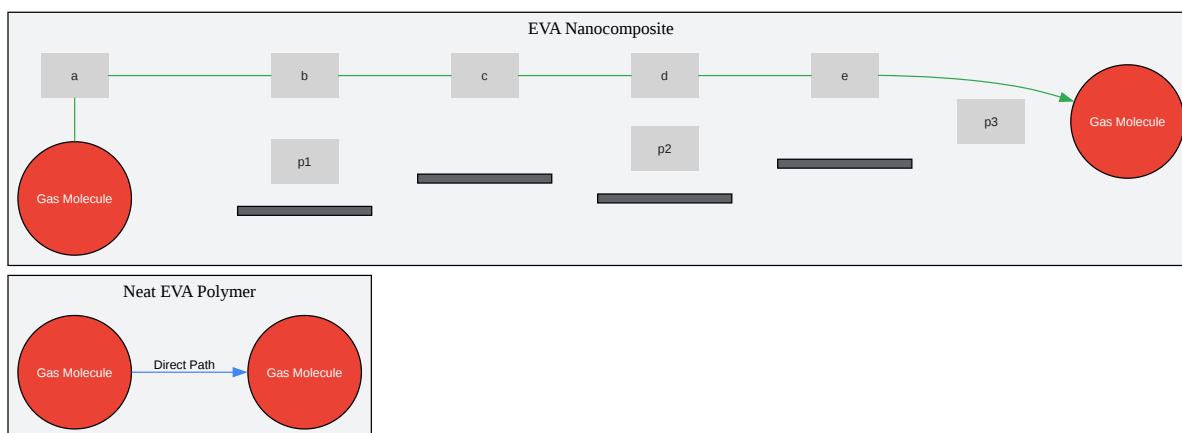 EVA Nanocomposite
a
b
c
d
e
p1
p2
p3
Gas Molecule
Gas Molecule
Neat EVA Polymer
Gas Molecule
Direct Path
Gas Molecule